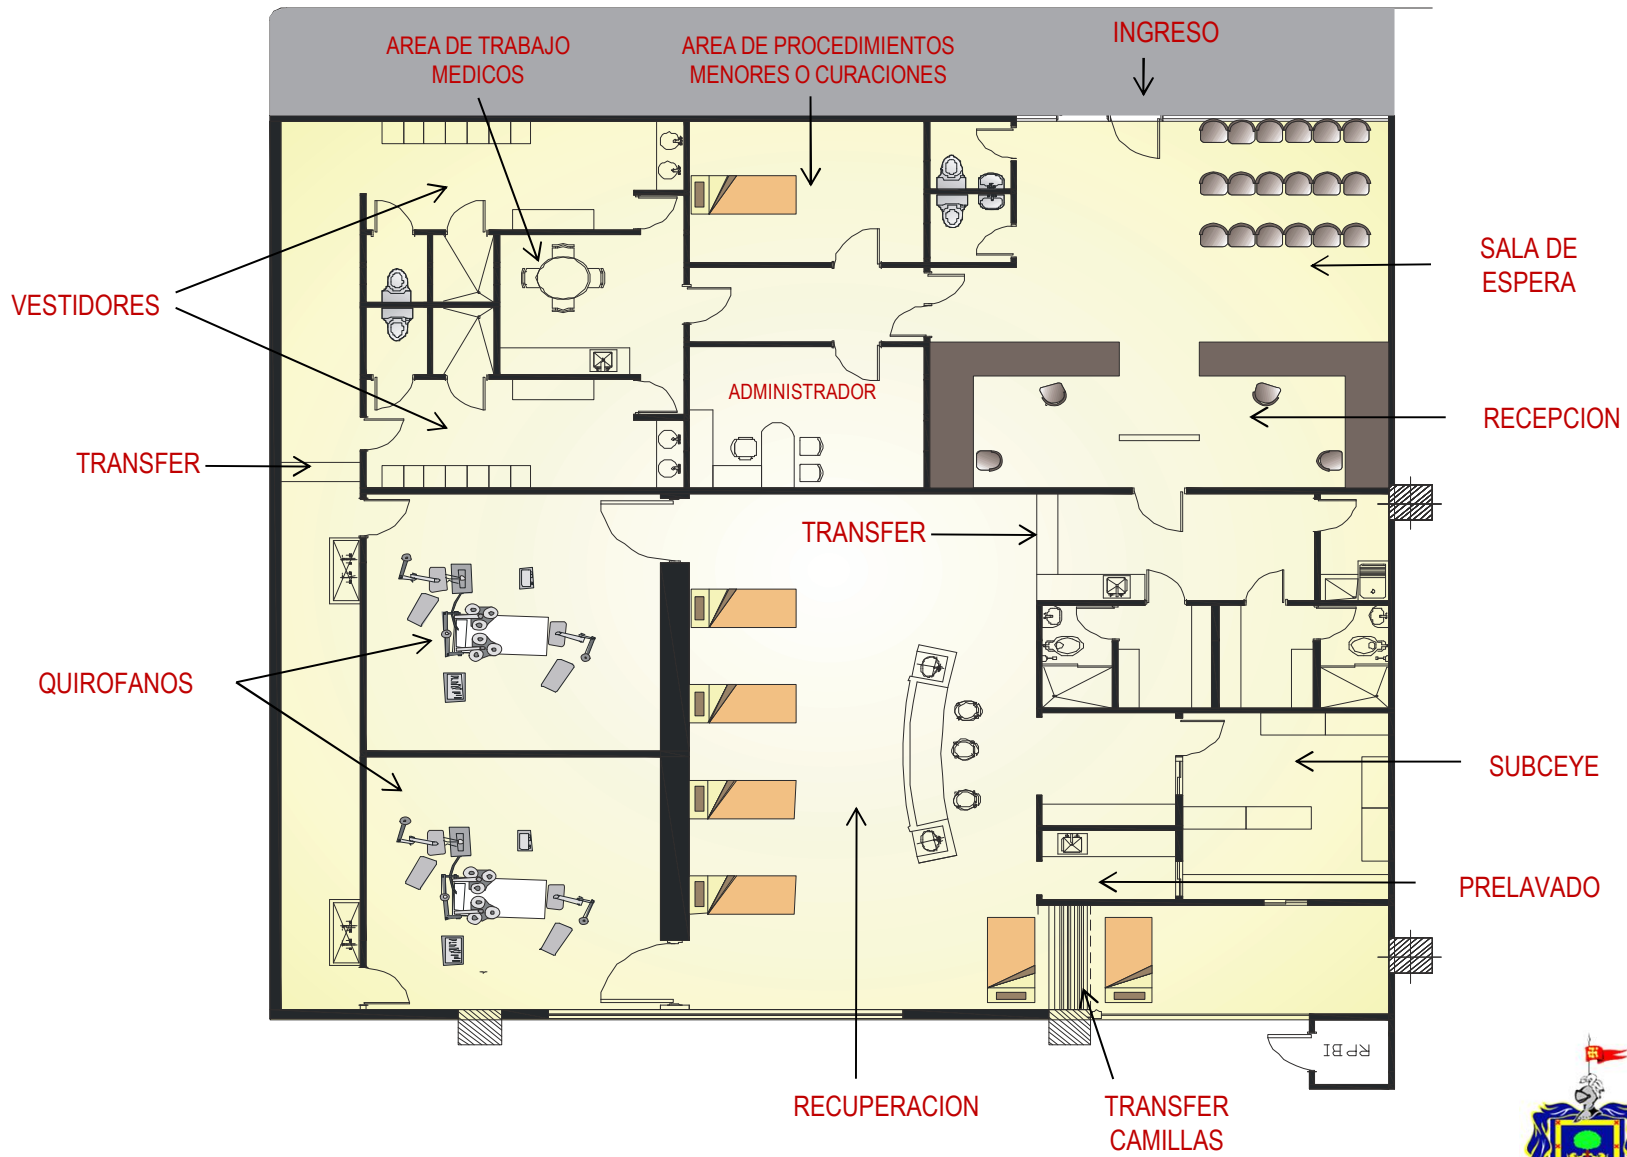 INGRESO
AREA DE TRABAJO
MEDICOS
AREA DE PROCEDIMIENTOS
MENORES O CURACIONES
SALA DE
ESPERA
VESTIDORES
ADMINISTRADOR
RECEPCION
TRANSFER
TRANSFER
QUIROFANOS
SUBCEYE
PRELAVADO
RPBI
RECUPERACION
TRANSFER
CAMILLAS